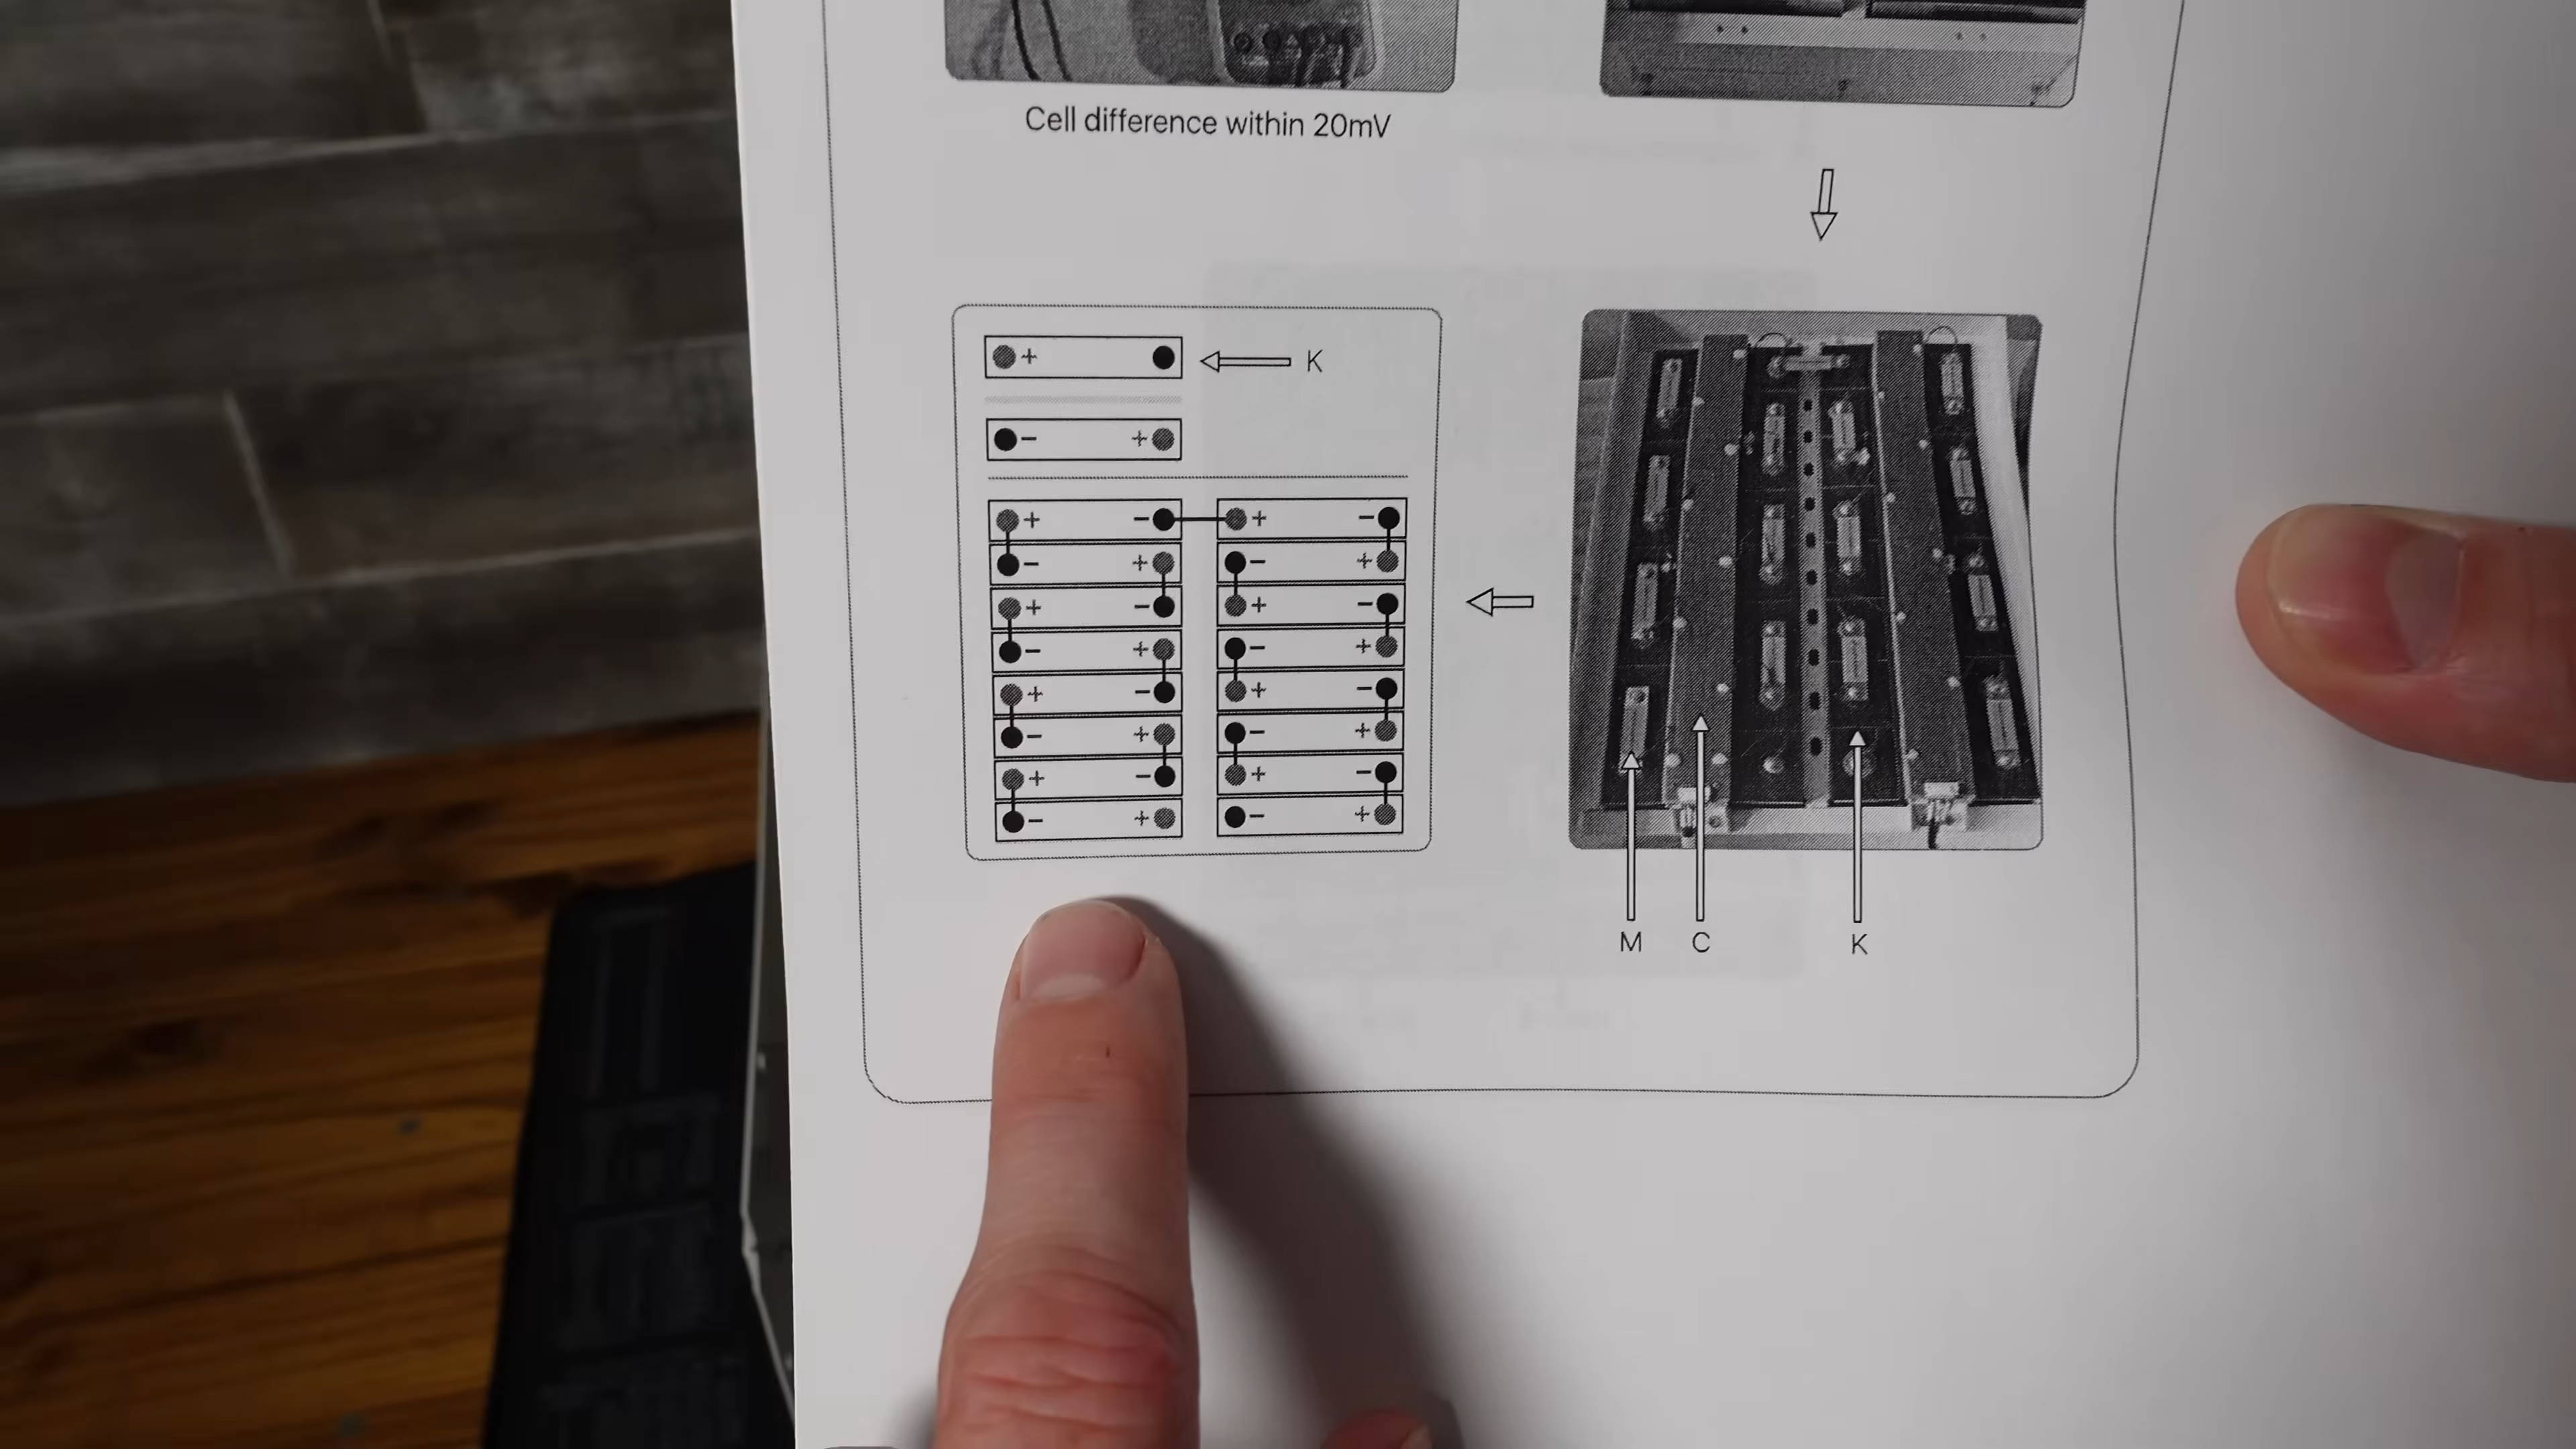 Cell difference within 20mV
+ K
- +
+ - + -
- + - +
+ - + -
- + - +
+ - + -
- + - +
+ - + -
- + - +
M C K